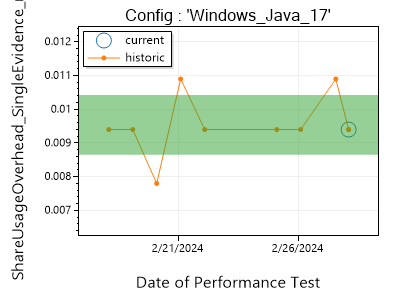 Config : 'Windows_Java_17'
current
historic
0.012
0.011
0.01
0.009
0.008
0.007
2/21/2024
2/26/2024
Date of Performance Test
ShareUsageOverhead_SingleEvidence_